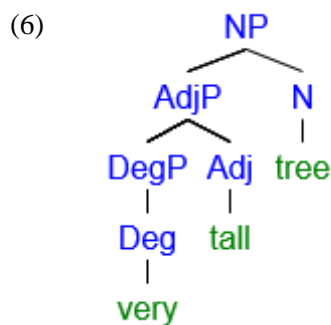 (6) NP
AdjP N
DegP Adj tree
Deg tall
very